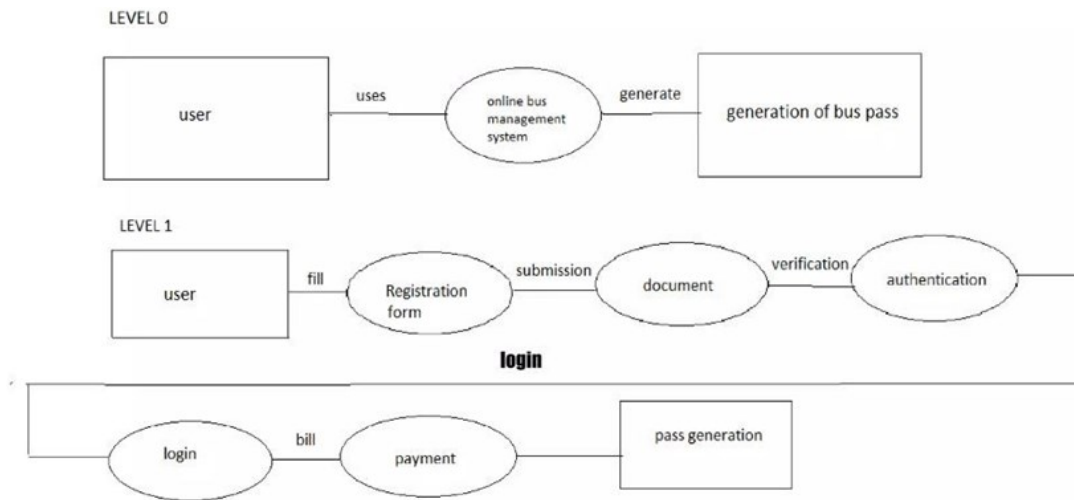 LEVEL 0
user
uses
online bus
management
system
generate
generation of bus pass
LEVEL 1
user
fill
Registration
form
submission
document
verification
authentication
login
login
bill
payment
pass generation